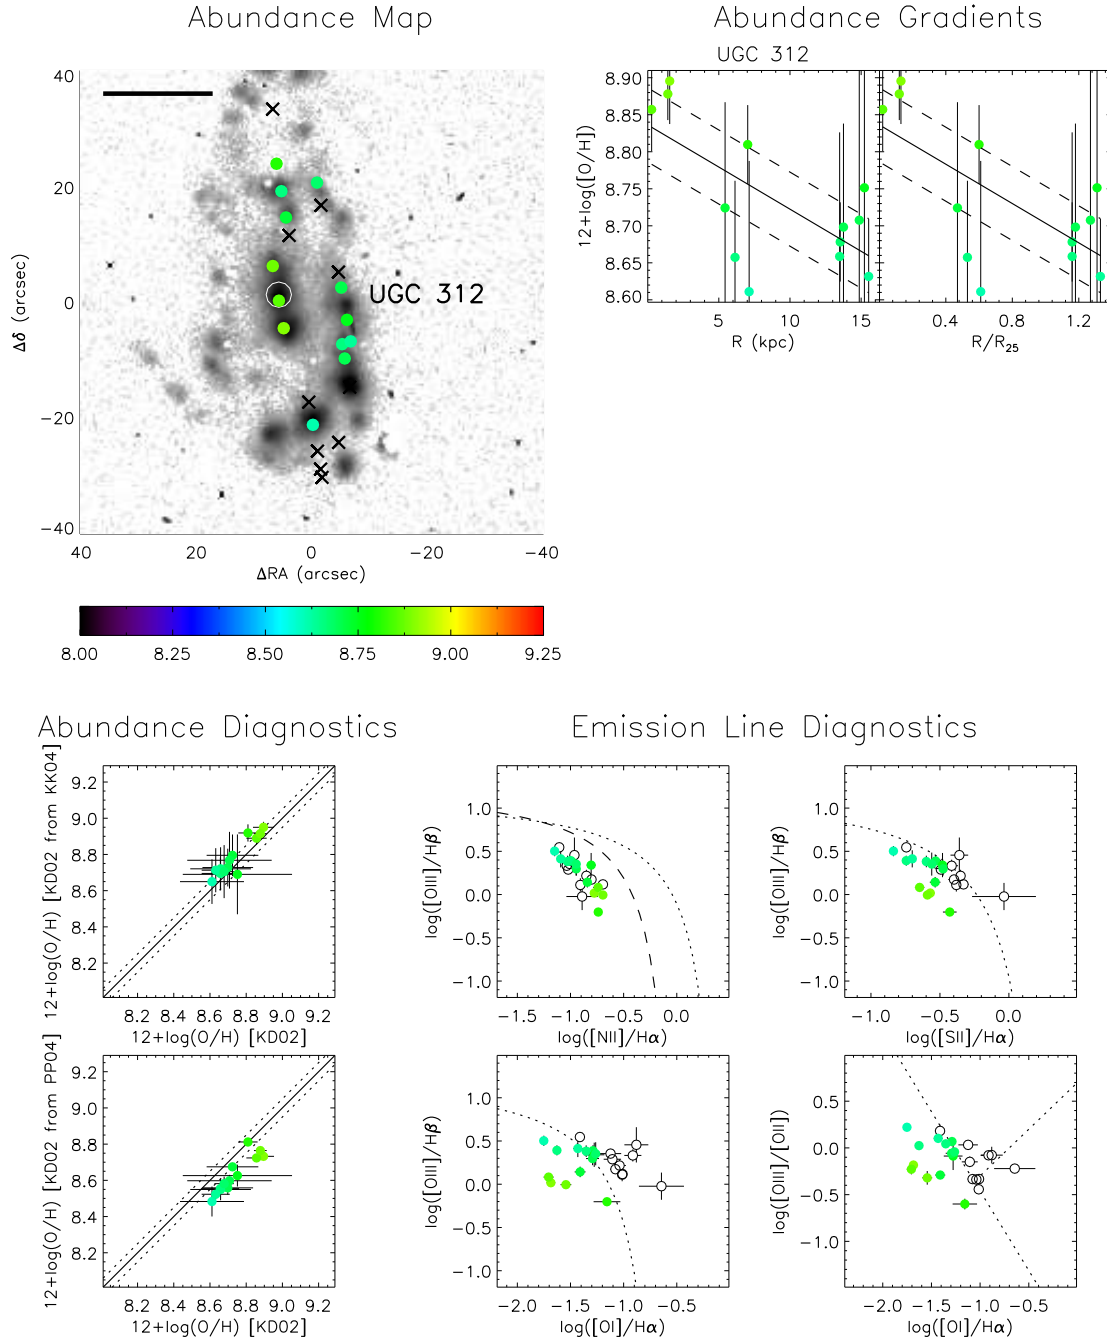 Abundance Map
Abundance Gradients
UGC 312
40
20
0
−20
−40
Δδ (arcsec)
UGC 312
40 20 0 −20 −40
ΔRA (arcsec)
8.00 8.25 8.50 8.75 9.00 9.25
8.90
8.85
8.80
8.75
8.70
8.65
8.60
12+log([O/H])
5 10 15
R (kpc)
0.4 0.8 1.2
R/R25
Abundance Diagnostics
Emission Line Diagnostics
9.2
9.0
8.8
8.6
8.4
8.2
12+log(O/H) [KD02 from KK04]
8.2 8.4 8.6 8.8 9.0 9.2
12+log(O/H) [KD02]
1.0
0.5
0.0
−0.5
−1.0
log([OIII]/Hβ)
−1.5 −1.0 −0.5 0.0
log([NII]/Hα)
1.0
0.5
0.0
−0.5
−1.0
log([OIII]/Hβ)
−1.0 −0.5 0.0
log([SII]/Hα)
9.2
9.0
8.8
8.6
8.4
8.2
12+log(O/H) [KD02 from PP04]
8.2 8.4 8.6 8.8 9.0 9.2
12+log(O/H) [KD02]
1.0
0.5
0.0
−0.5
−1.0
log([OIII]/Hβ)
−2.0 −1.5 −1.0 −0.5
log([OI]/Hα)
0.5
0.0
−0.5
−1.0
log([OIII]/[OII])
−2.0 −1.5 −1.0 −0.5
log([OI]/Hα)